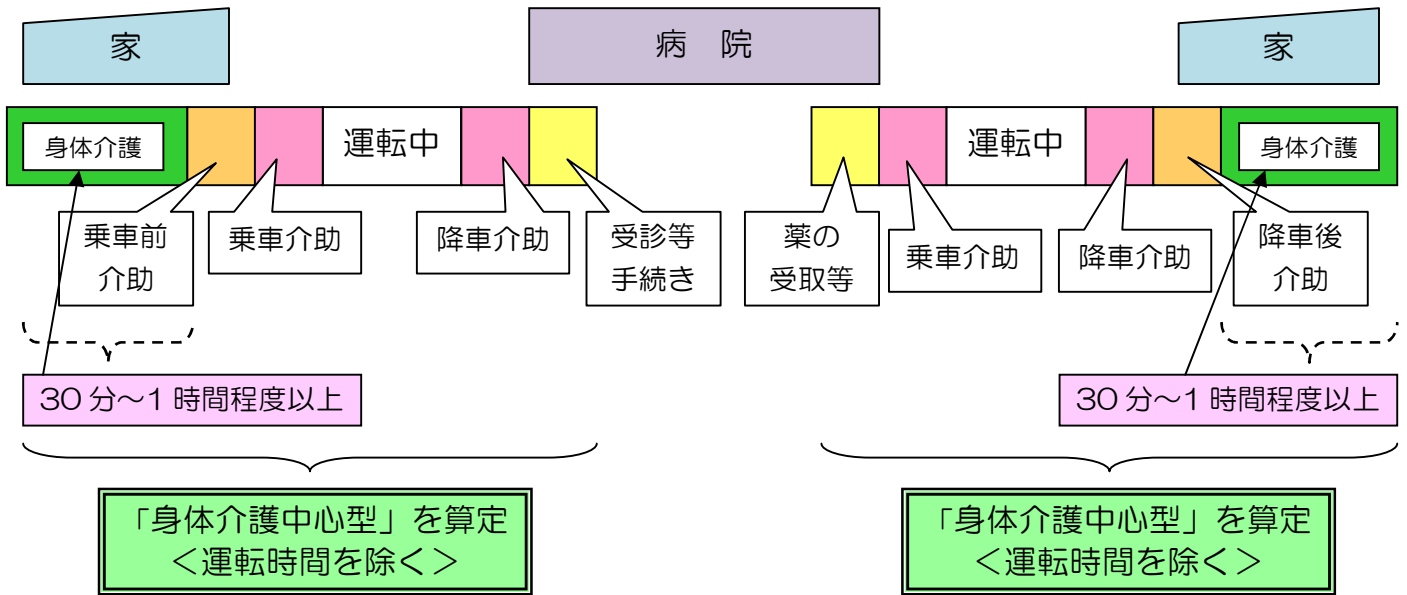 家
病　院
家
身体介護
運転中
運転中
身体介護
乗車前
介助
乗車介助
降車介助
受診等
手続き
薬の
受取等
乗車介助
降車介助
降車後
介助
30 分～1 時間程度以上
30 分～1 時間程度以上
「身体介護中心型」を算定
＜運転時間を除く＞
「身体介護中心型」を算定
＜運転時間を除く＞